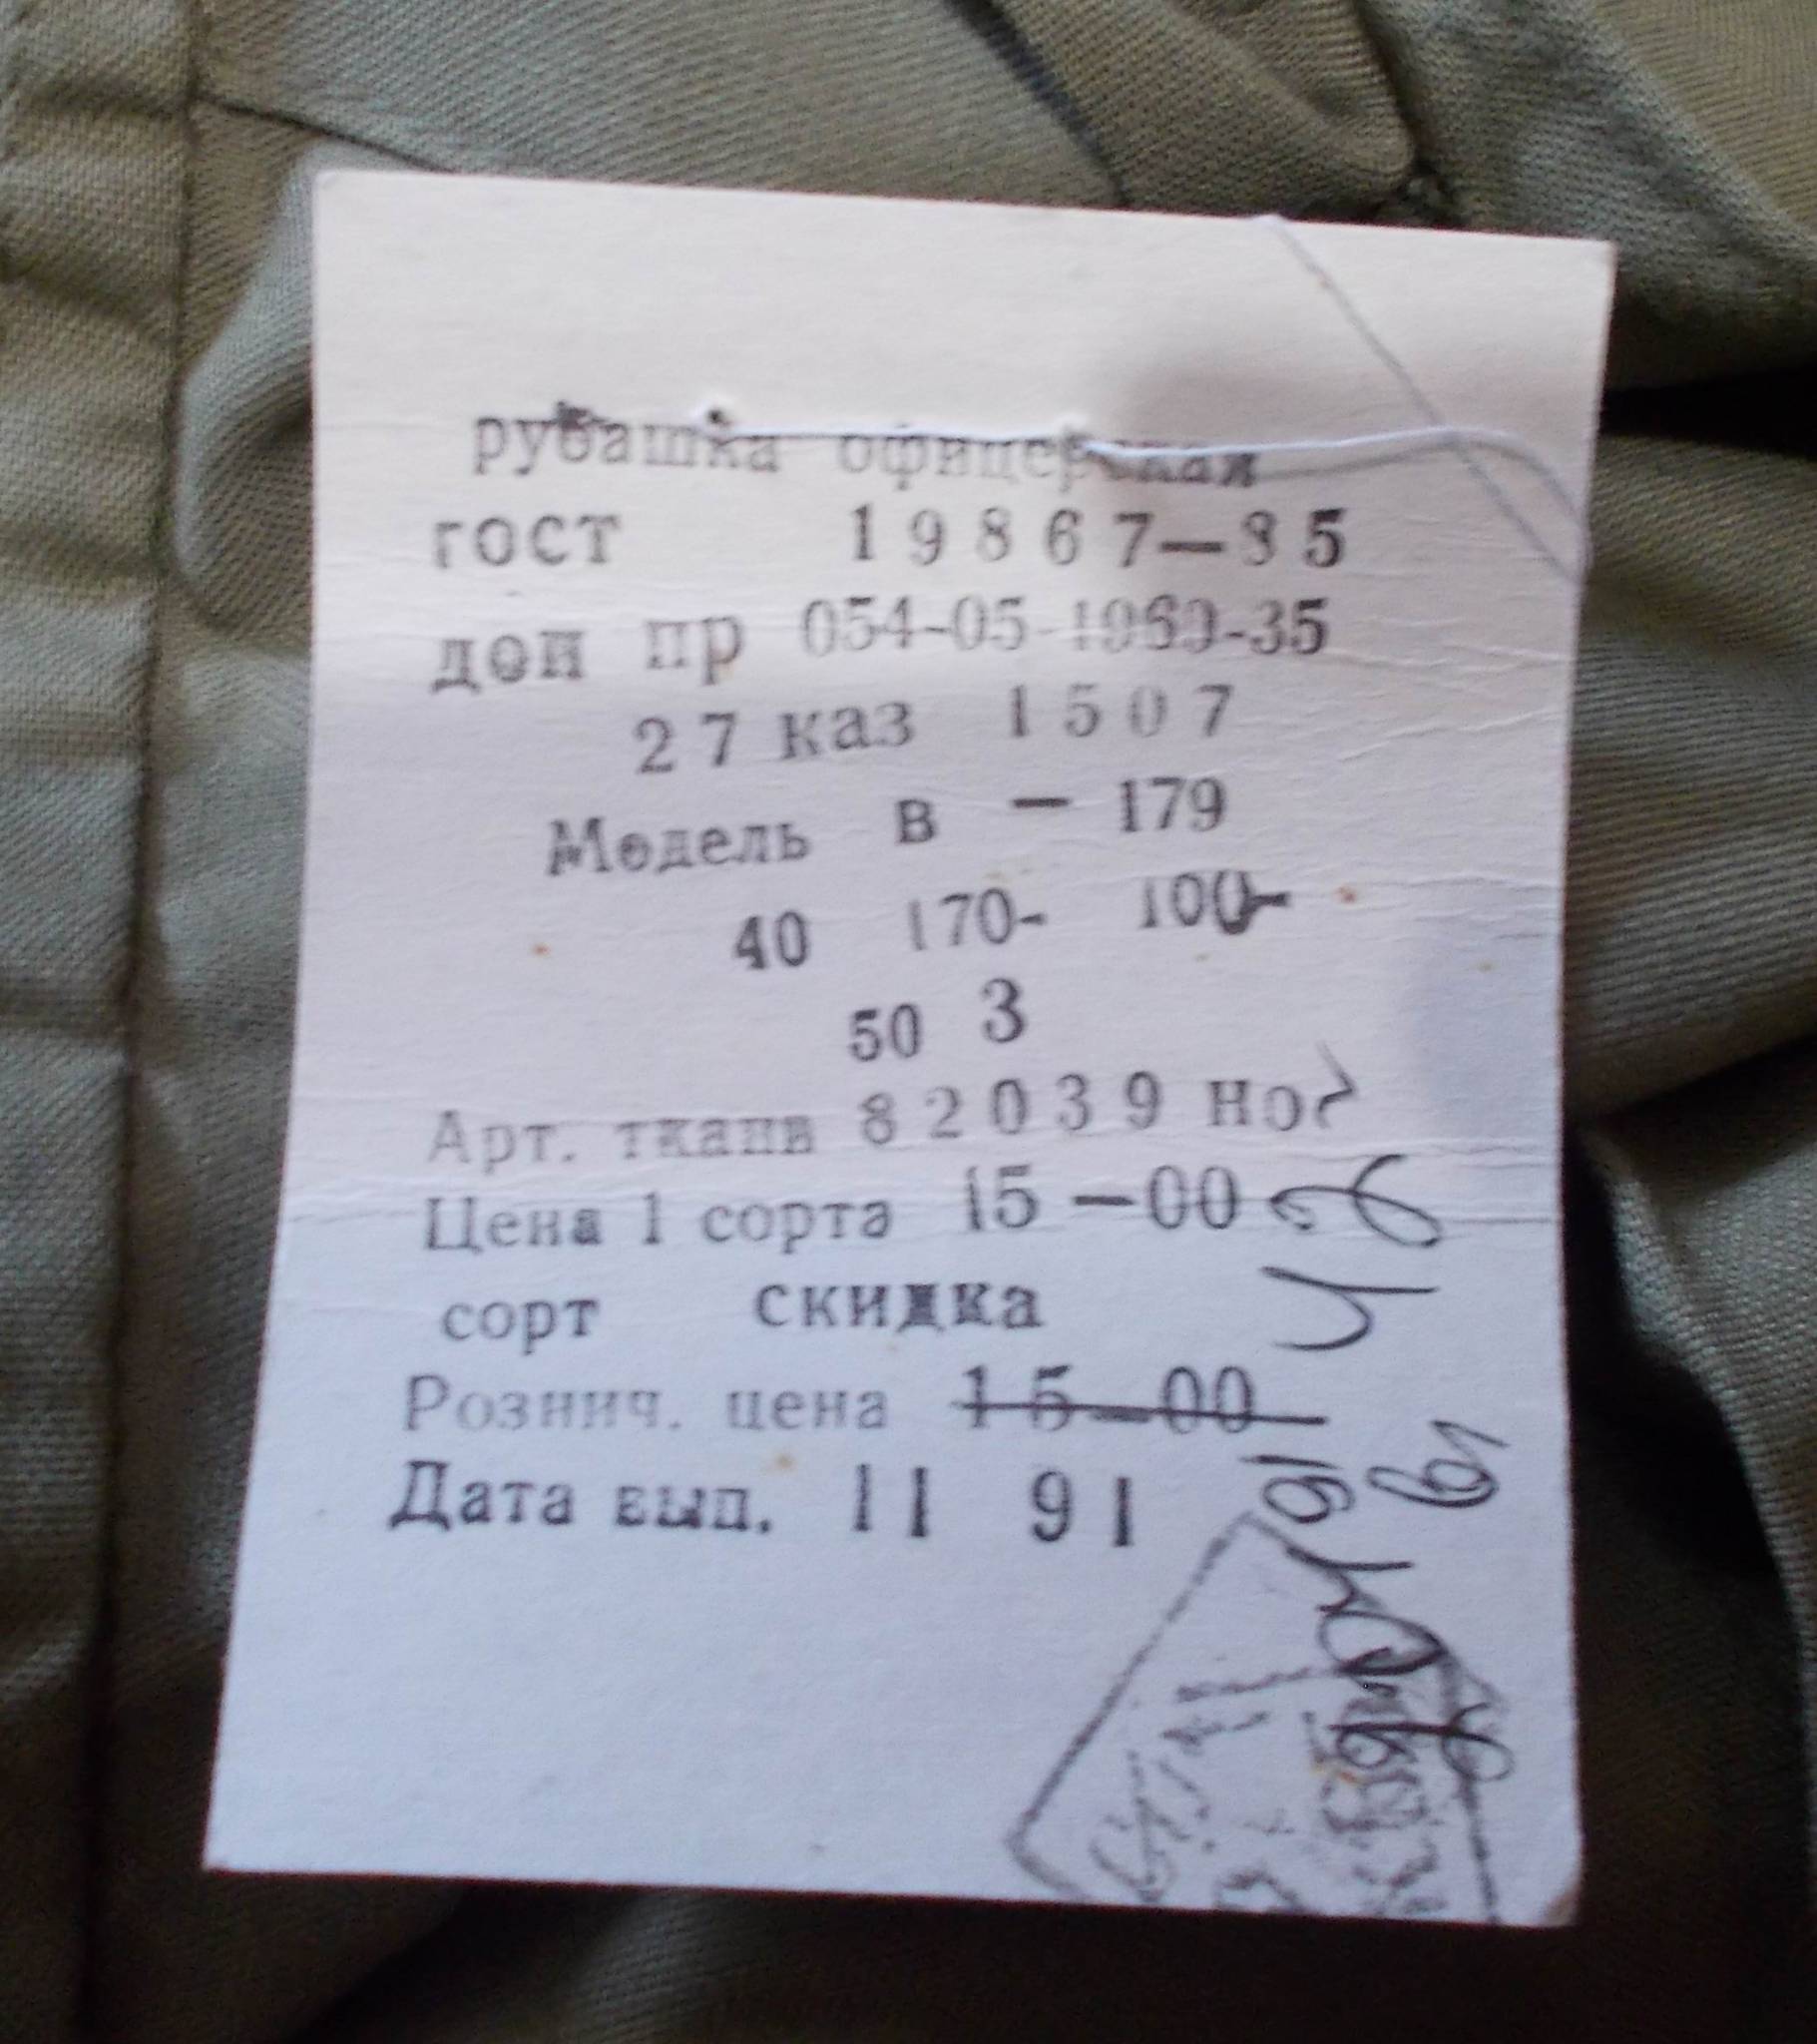 рубашка офицерская
гост 19867—85
доп пр 054-05-1969-85
27 каз 1507
Модель в — 179
40 170- 100-
50 3
Арт. ткани 82039 но
Цена 1 сорта 15—00
сорт скидка
Рознич. цена 15—00
Дата вып. 11 91